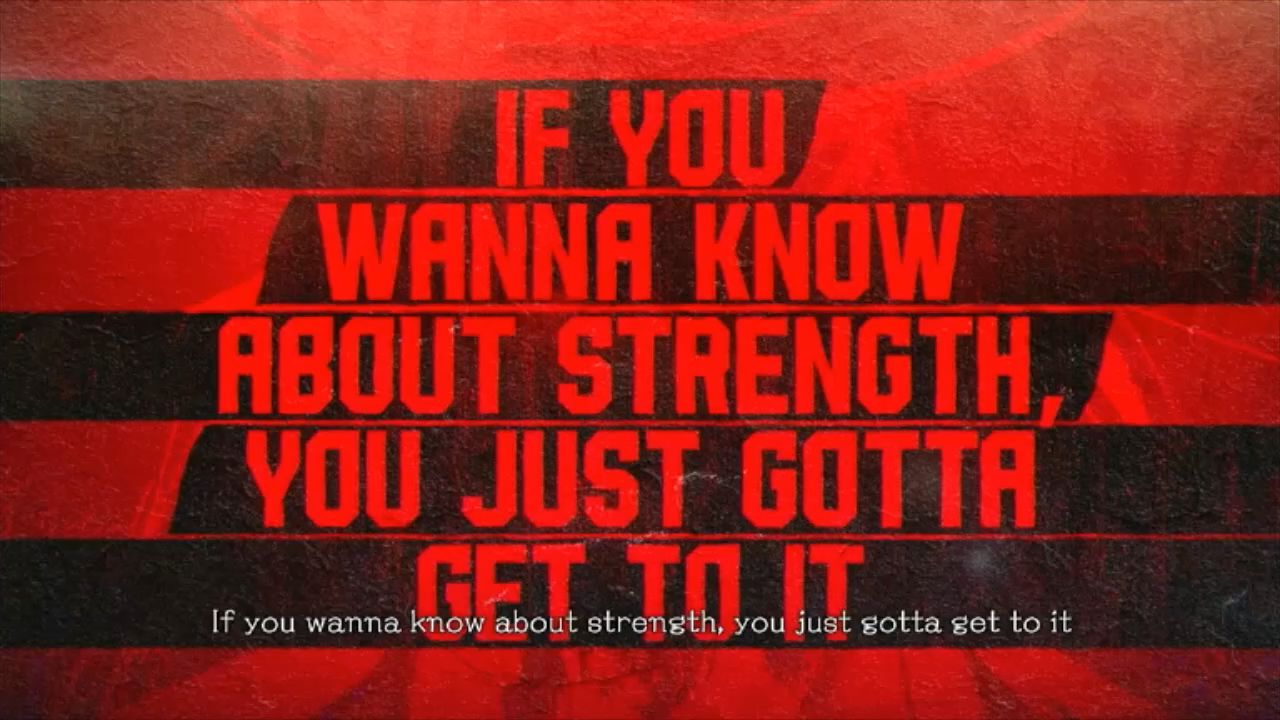 IF YOU
WANNA KNOW
ABOUT STRENGTH,
YOU JUST GOTTA
GET TO IT
If you wanna know about strength, you just gotta get to it